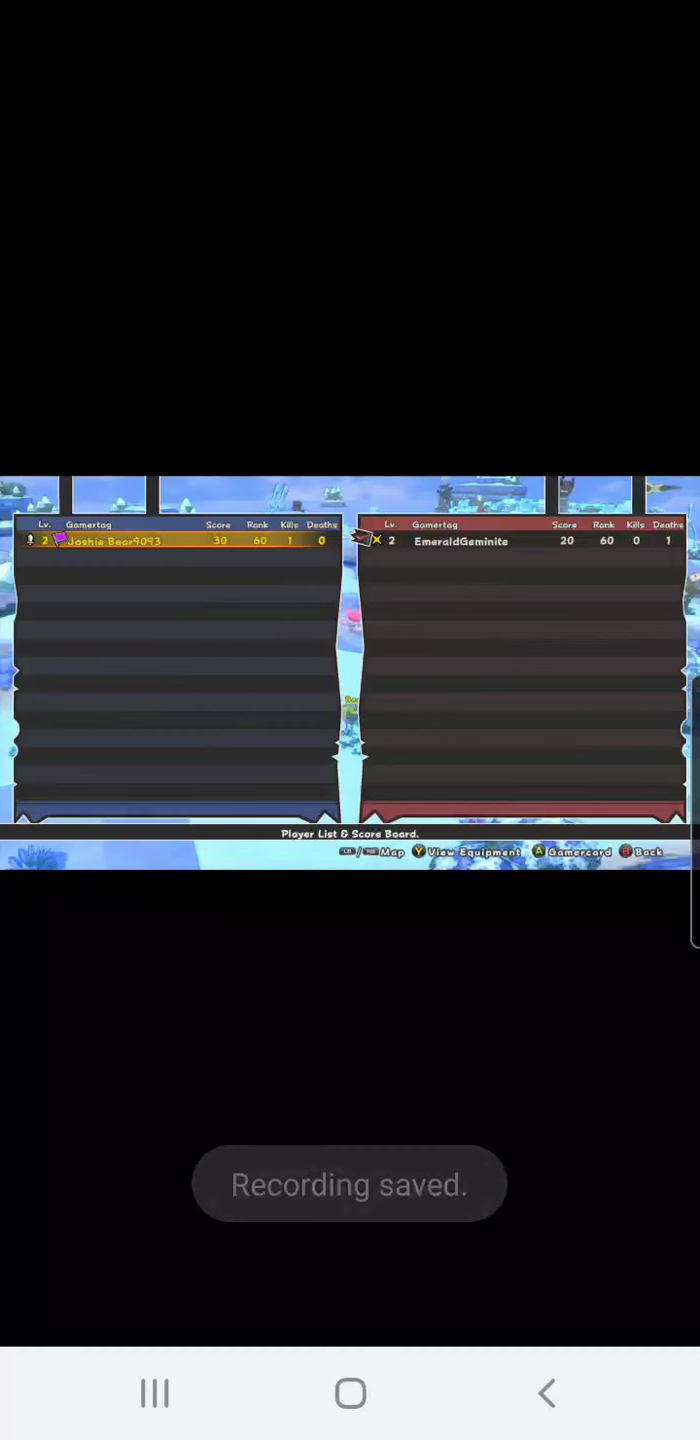 Lv. Gamertag Score Rank Kills Deaths
2 Joshie Bear9093 30 60 1 0
Lv. Gamertag Score Rank Kills Deaths
2 EmeraldGeminite 20 60 0 1
Player List & Score Board.
/ Map Y View Equipment A Gamercard B Back
Recording saved.